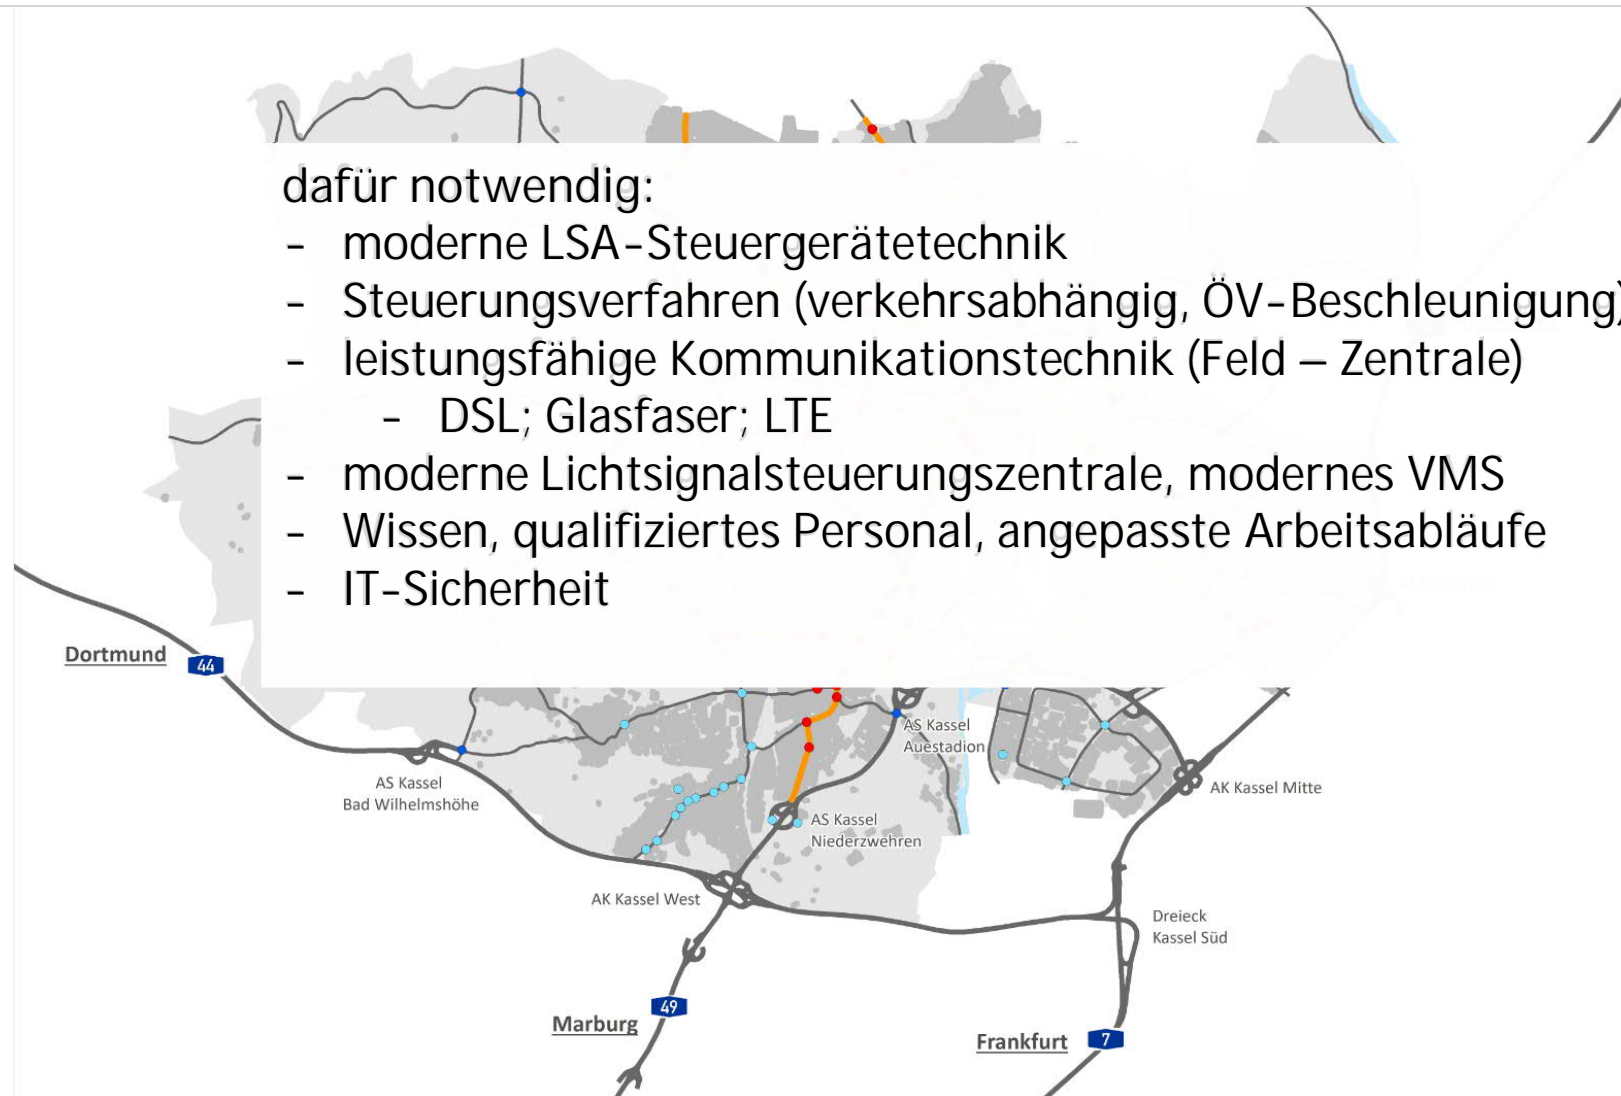 dafür notwendig:
- moderne LSA-Steuergerätetechnik
- Steuerungsverfahren (verkehrsabhängig, ÖV-Beschleunigung)
- leistungsfähige Kommunikationstechnik (Feld – Zentrale)
- DSL; Glasfaser; LTE
- moderne Lichtsignalsteuerungszentrale, modernes VMS
- Wissen, qualifiziertes Personal, angepasste Arbeitsabläufe
- IT-Sicherheit
Dortmund
44
AS Kassel
Auestadion
AS Kassel
Bad Wilhelmshöhe
AK Kassel Mitte
AS Kassel
Niederzwehren
AK Kassel West
Dreieck
Kassel Süd
49
Marburg
Frankfurt
7